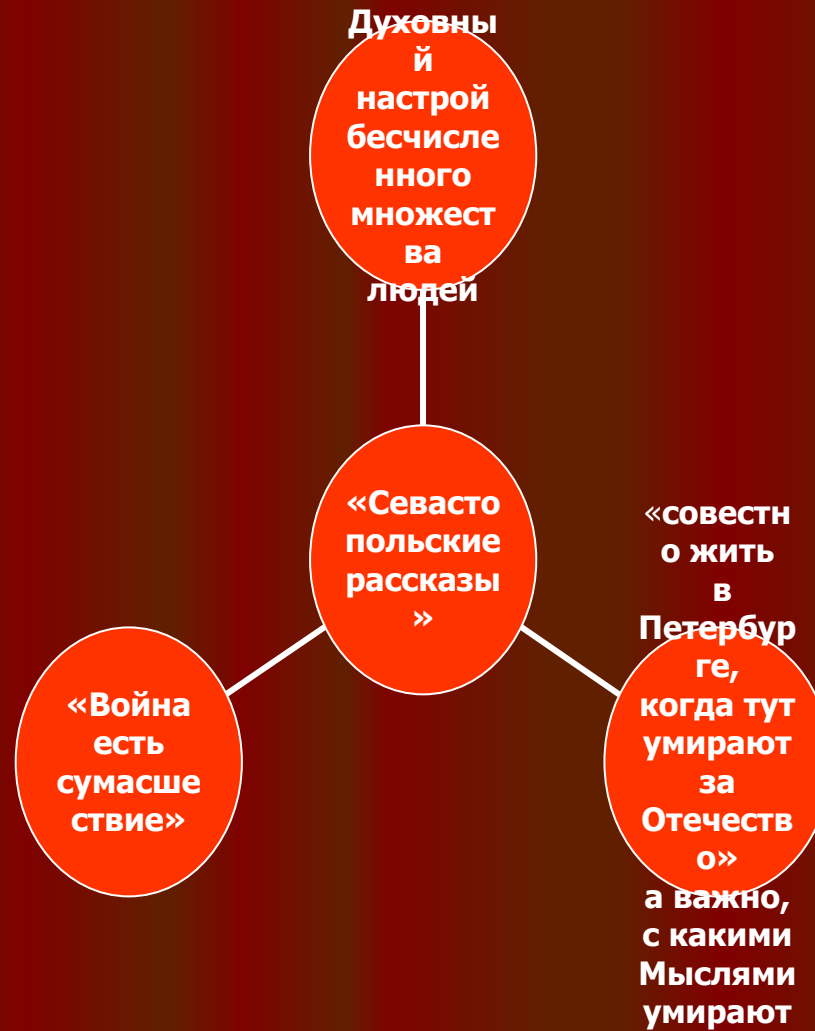 Духовны
й
настрой
бесчисле
нного
множест
ва
людей
«Севасто
польские
рассказы
»
«Война
есть
сумасше
ствие»
«совестн
о жить
в
Петербур
ге,
когда тут
умирают
за
Отечеств
о»
а важно,
с какими
Мыслями
умирают